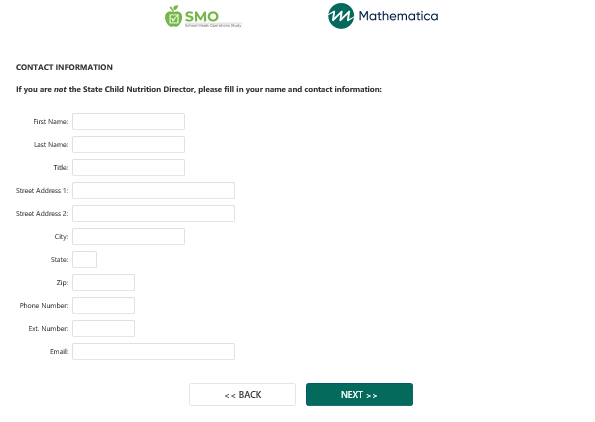 SMO
School Meals Operations Study
Mathematica
CONTACT INFORMATION
If you are not the State Child Nutrition Director, please fill in your name and contact information:
First Name:
Last Name:
Title:
Street Address 1:
Street Address 2:
City:
State:
Zip:
Phone Number:
Ext. Number:
Email:
<< BACK
NEXT >>